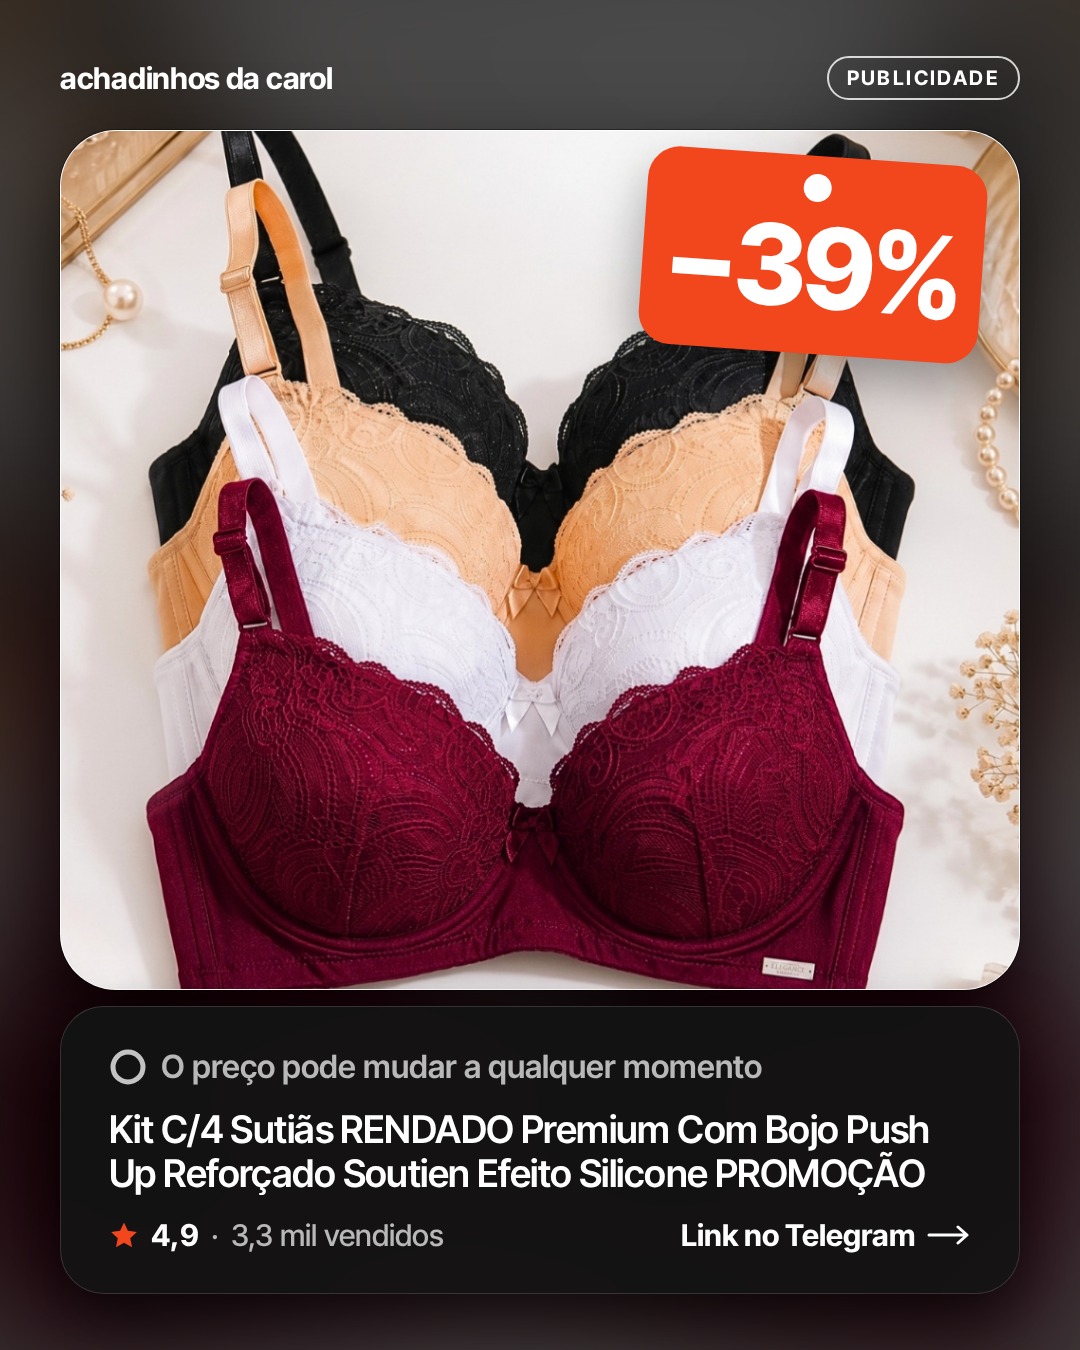 achadinhos da carol
PUBLICIDADE
−39%
O preço pode mudar a qualquer momento
Kit C/4 Sutiãs RENDADO Premium Com Bojo Push
Up Reforçado Soutien Efeito Silicone PROMOÇÃO
4,9 · 3,3 mil vendidos
Link no Telegram →
ELEGANCE